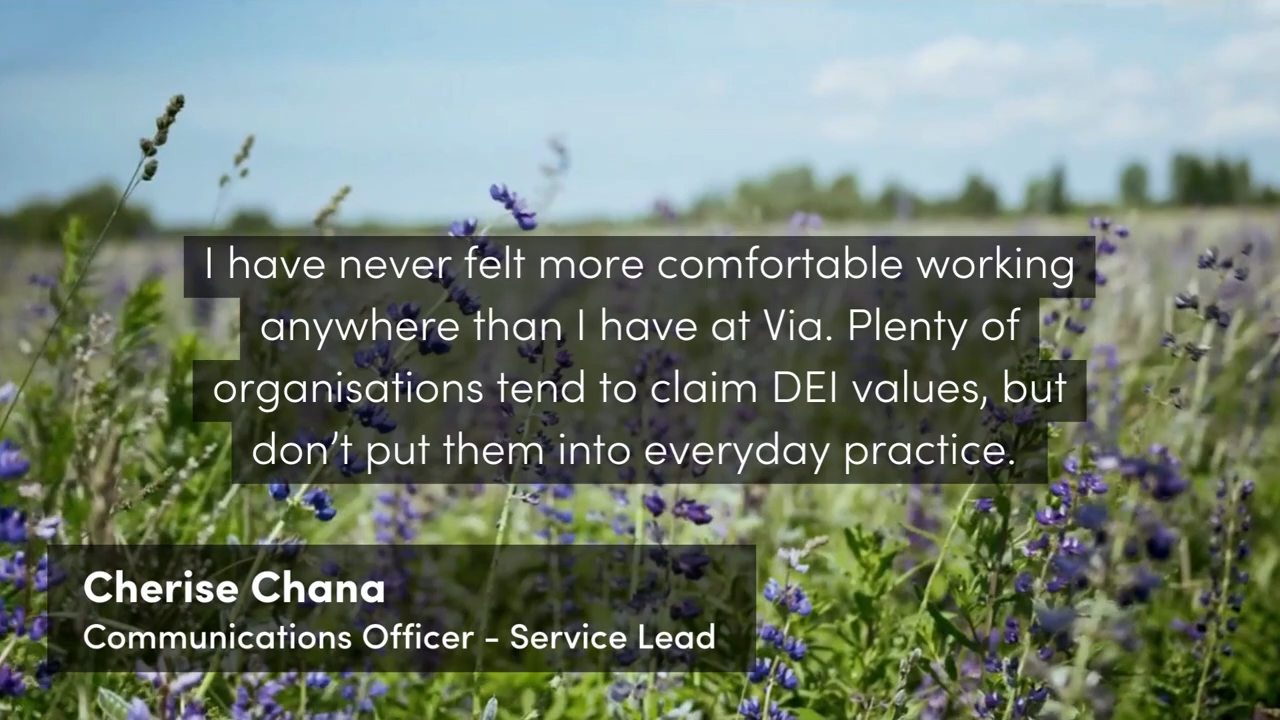 I have never felt more comfortable working
anywhere than I have at Via. Plenty of
organisations tend to claim DEI values, but
don’t put them into everyday practice.
Cherise Chana
Communications Officer - Service Lead